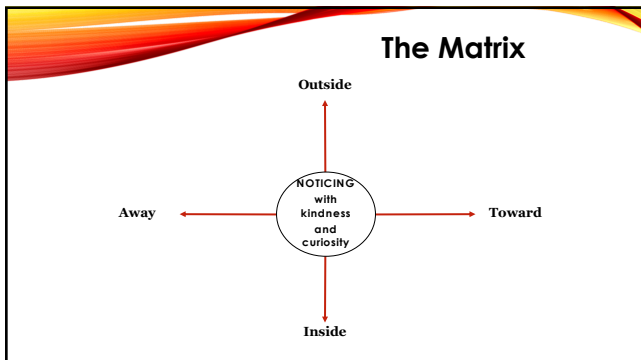 The Matrix
Outside
NOTICING
with
kindness
and
curiosity
Away
Toward
Inside